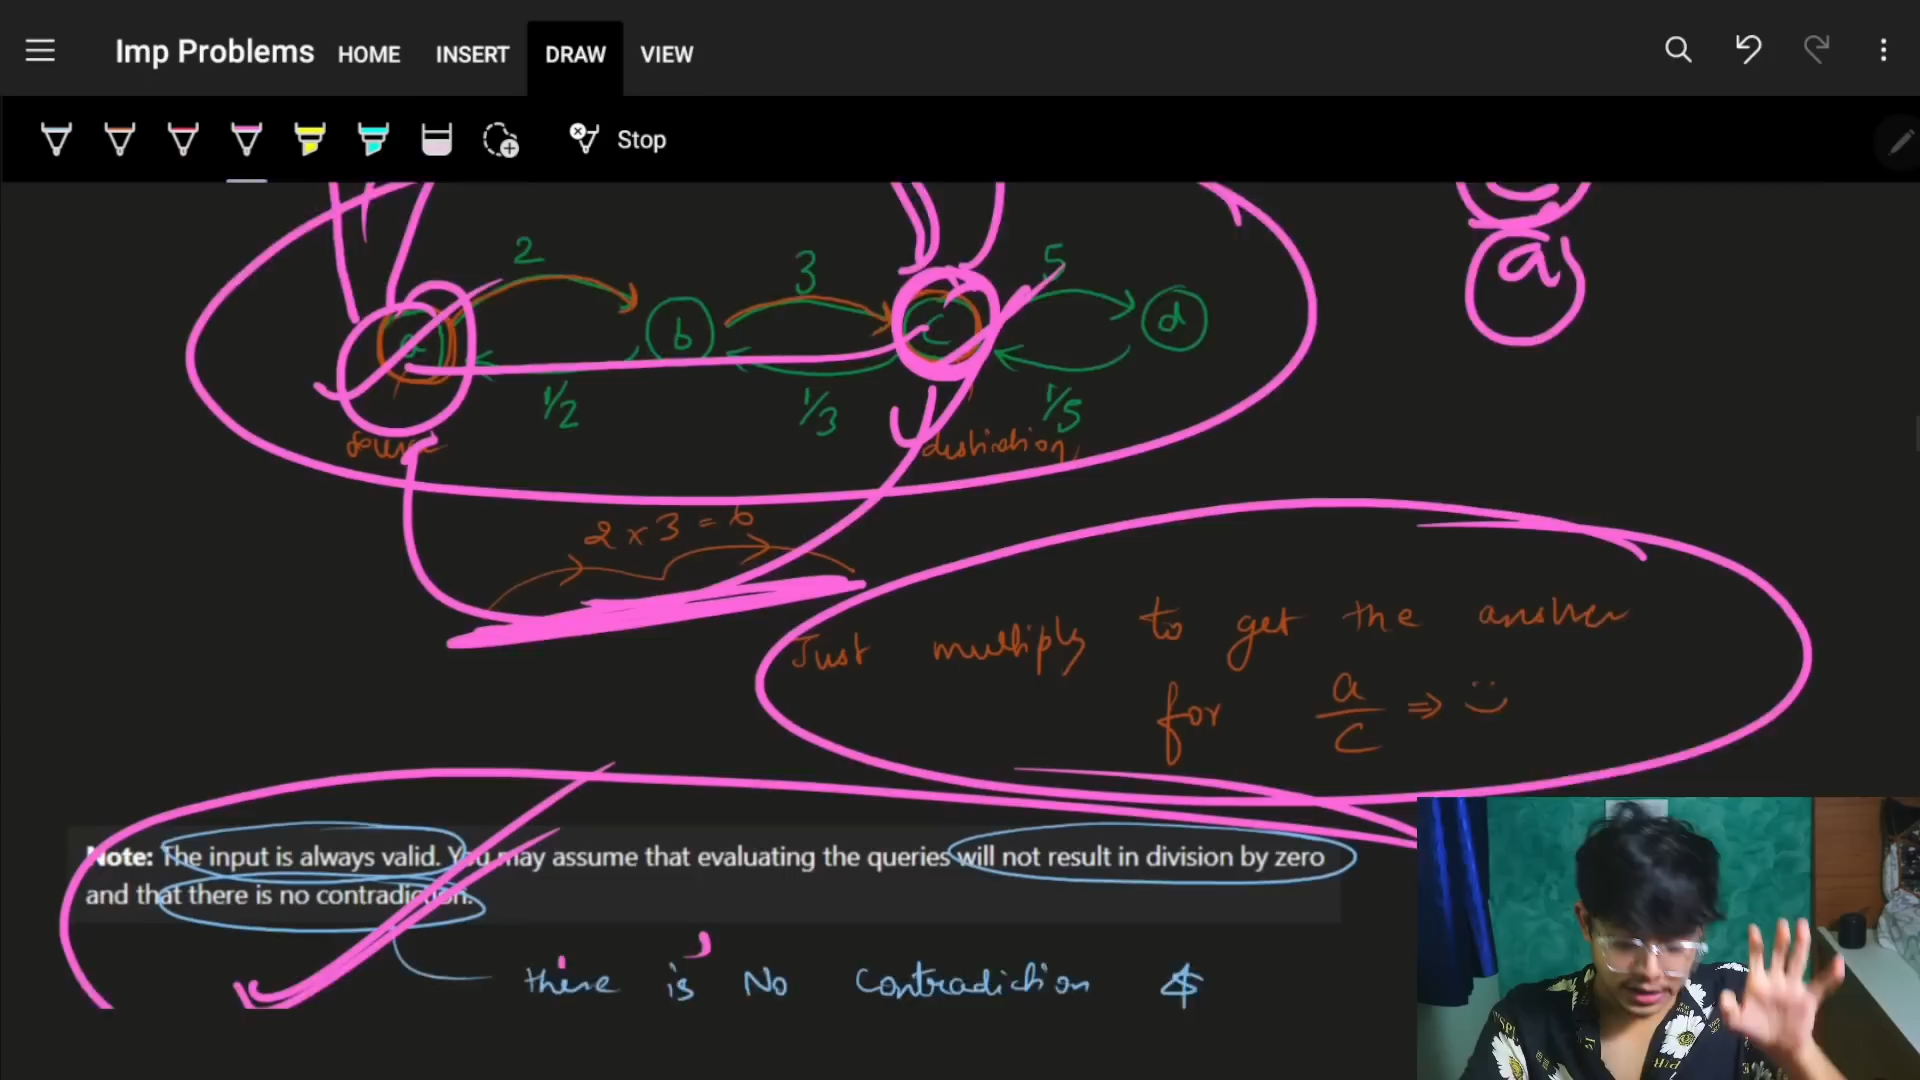 Imp Problems HOME INSERT DRAW VIEW
Stop
2 3 5
a b c d a
1/2 1/3 1/5
source destination
2 x 3 = 6
Just multiply to get the answer
for a/c ⇒
Note: The input is always valid. You may assume that evaluating the queries will not result in division by zero
and that there is no contradiction.
there is No Contradiction